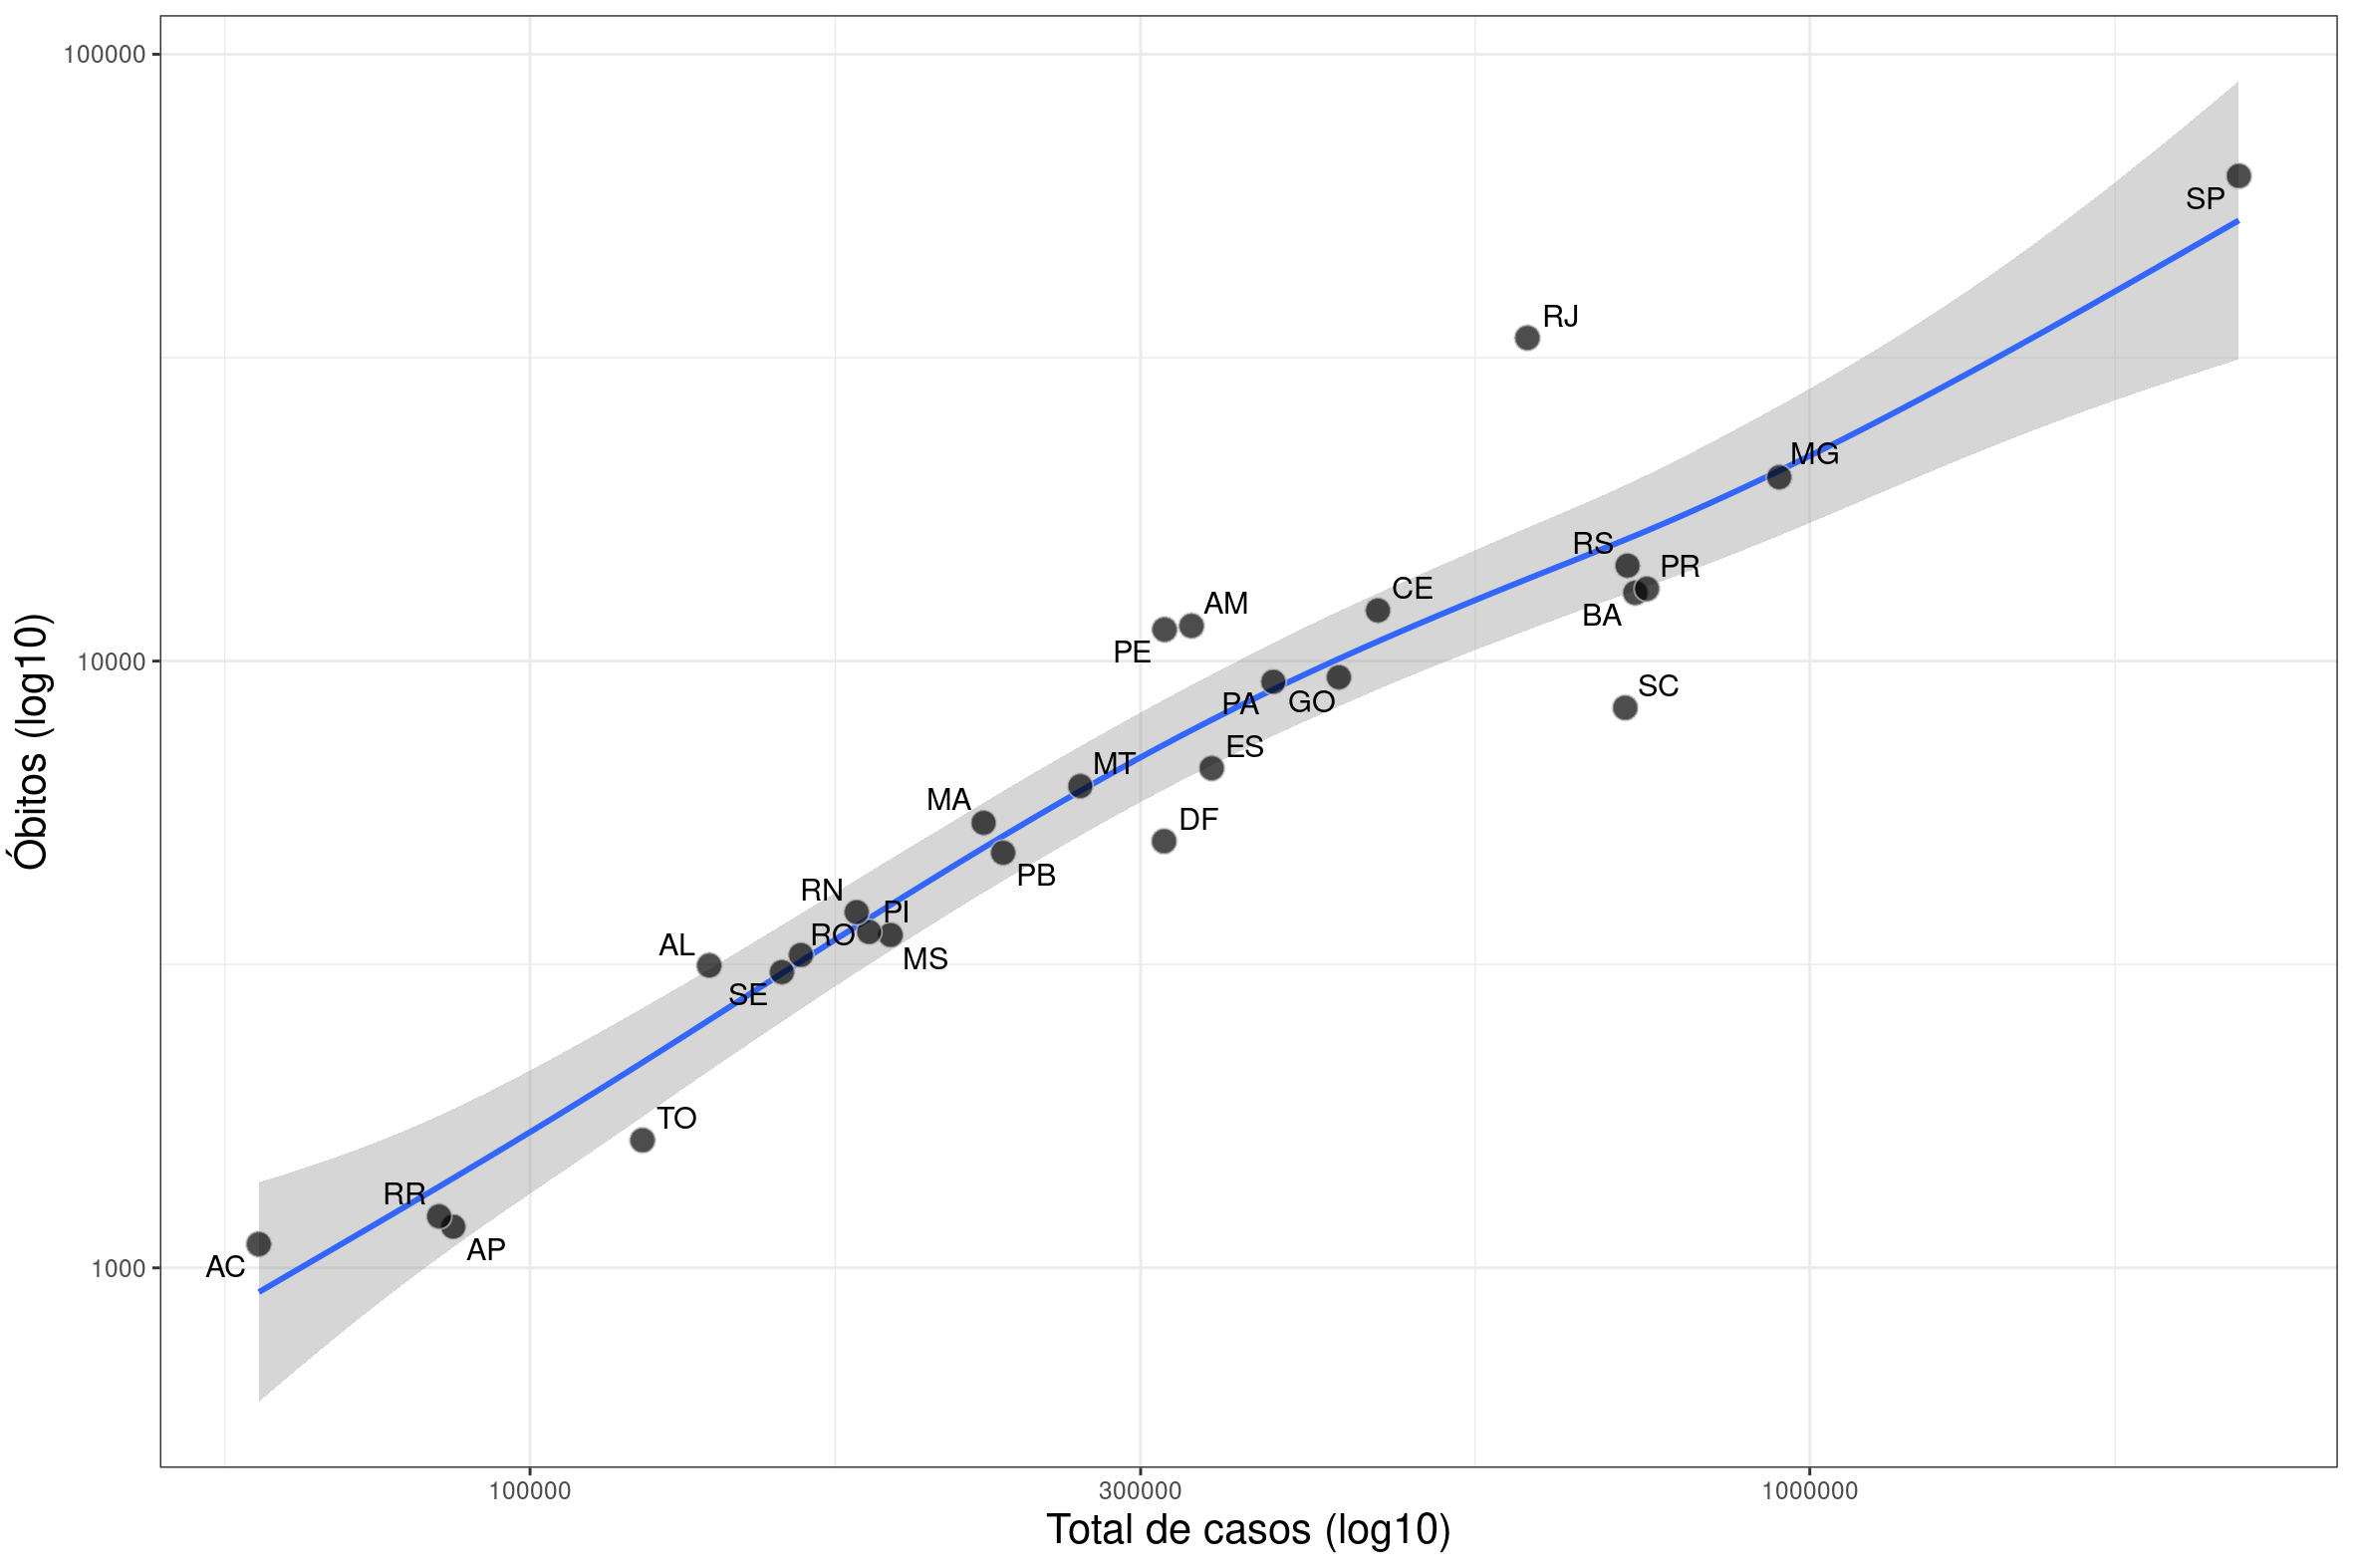 100000
SP
RJ
MG
RS
PR
CE
AM
BA
PE
10000
SC
PA
GO
ES
MT
MA
DF
PB
RN
PI
RO
AL
MS
SE
TO
RR
AP
AC
1000
Óbitos (log10)
100000
300000
1000000
Total de casos (log10)